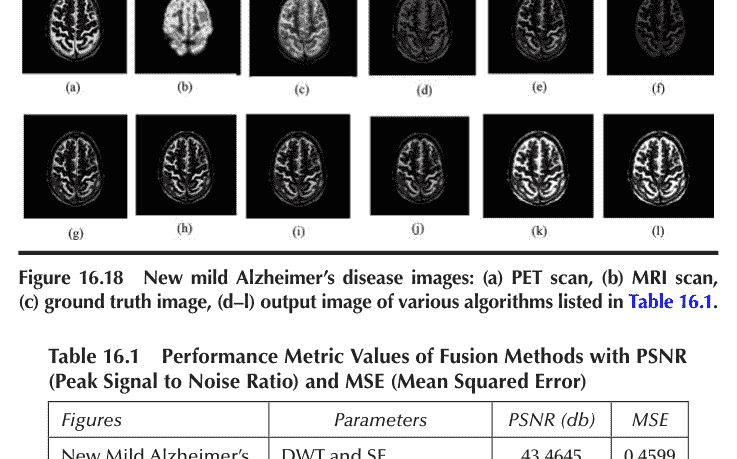 (a) (b) (c) (d) (e) (f)
(g) (h) (i) (j) (k) (l)
Figure 16.18 New mild Alzheimer's disease images: (a) PET scan, (b) MRI scan,
(c) ground truth image, (d–l) output image of various algorithms listed in Table 16.1.
Table 16.1 Performance Metric Values of Fusion Methods with PSNR
(Peak Signal to Noise Ratio) and MSE (Mean Squared Error)
Figures Parameters PSNR (db) MSE
New Mild Alzheimer's DWT and SF 43.4645 0.4599